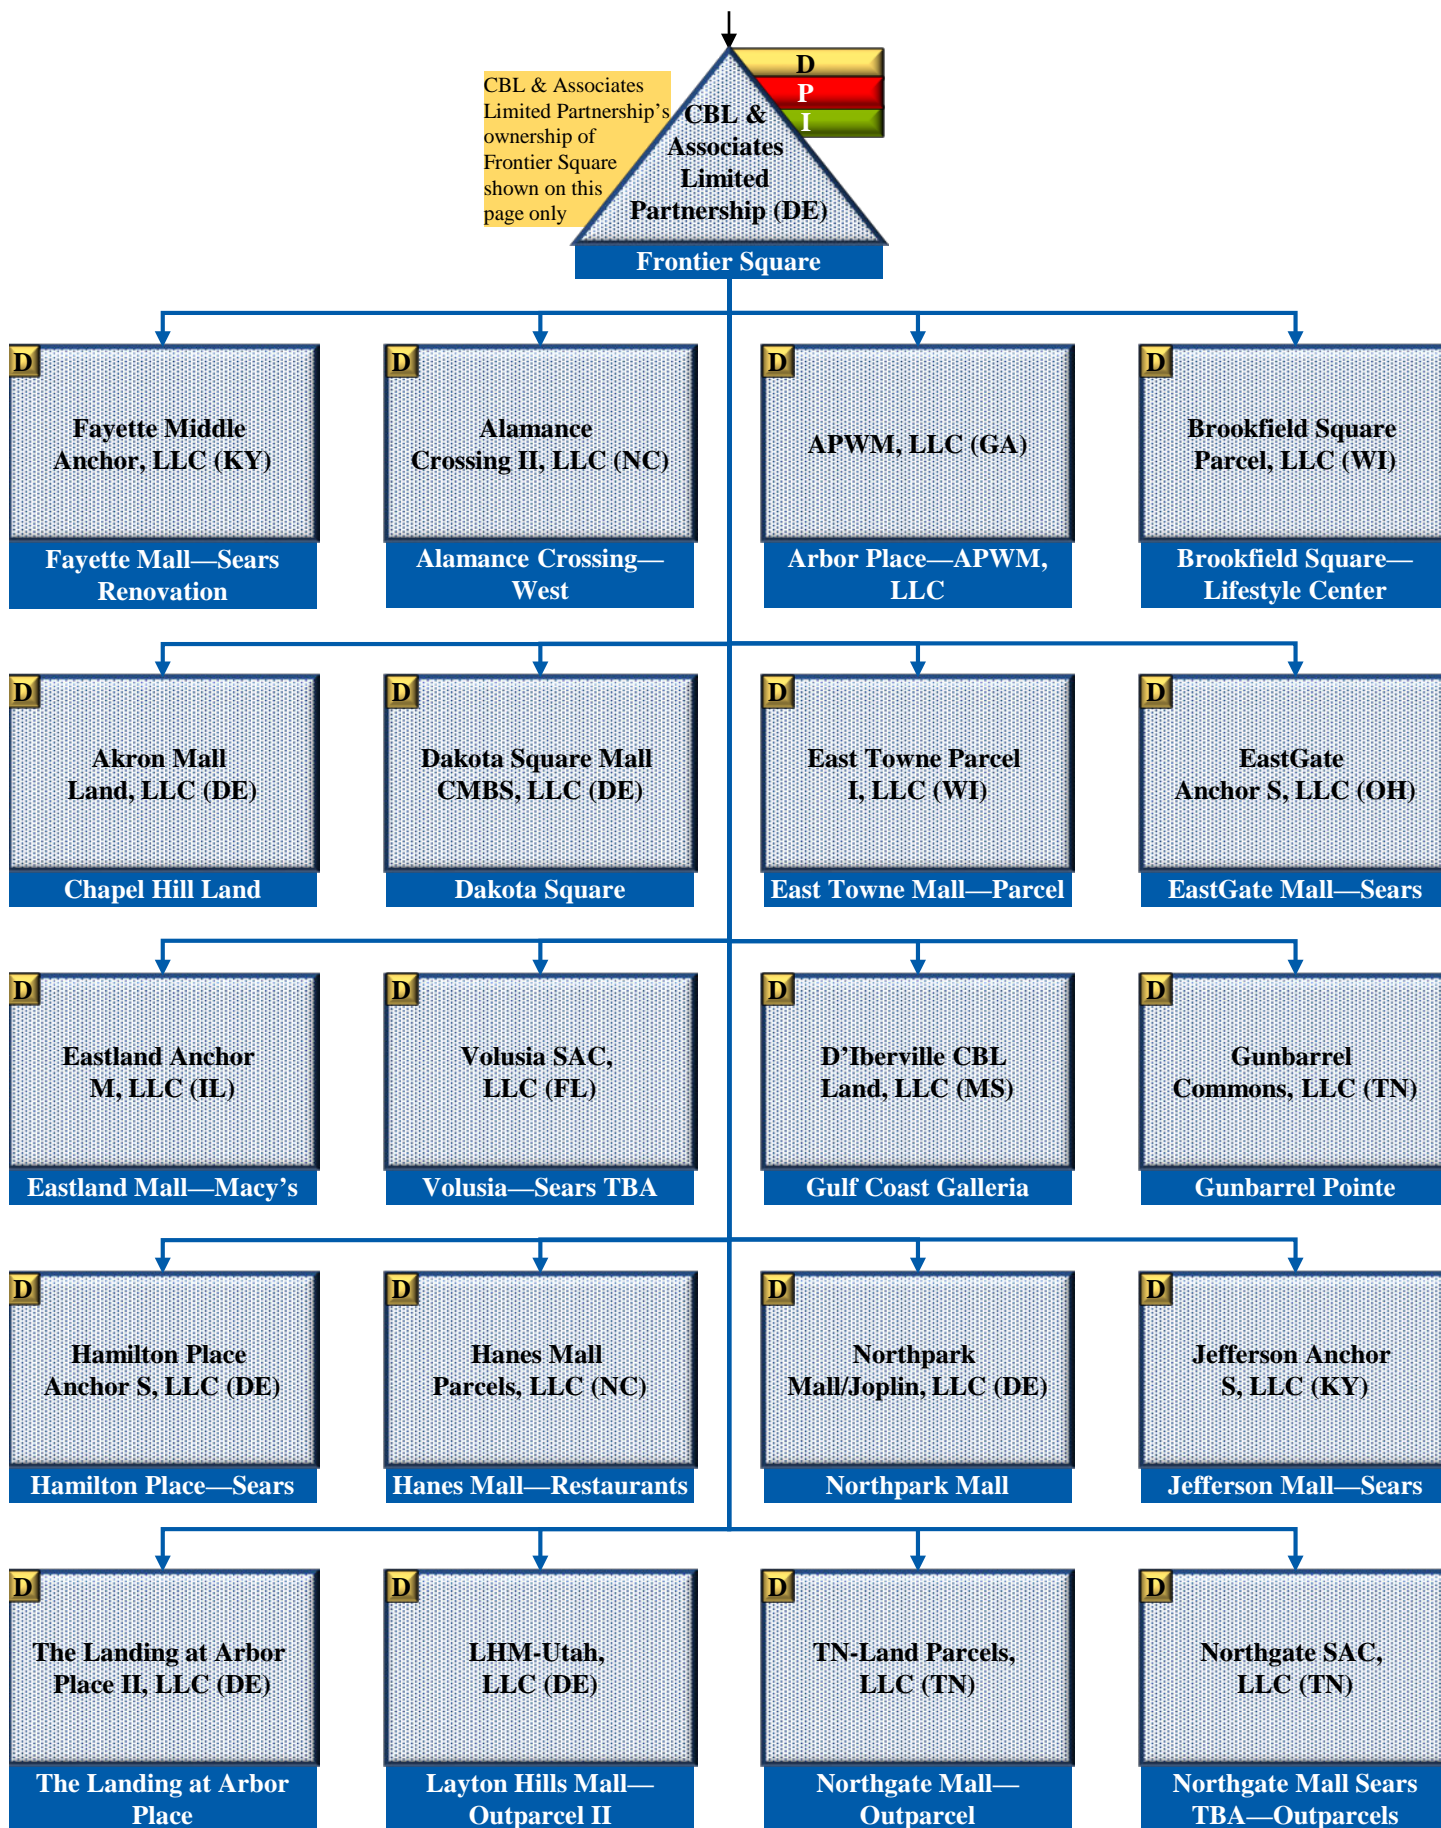 CBL & Associates
Limited Partnership's
ownership of
Frontier Square
shown on this
page only
D
P
I
CBL &
Associates
Limited
Partnership (DE)
Frontier Square
D
Fayette Middle
Anchor, LLC (KY)
Fayette Mall—Sears
Renovation
D
Alamance
Crossing II, LLC (NC)
Alamance Crossing—
West
D
APWM, LLC (GA)
Arbor Place—APWM,
LLC
D
Brookfield Square
Parcel, LLC (WI)
Brookfield Square—
Lifestyle Center
D
Akron Mall
Land, LLC (DE)
Chapel Hill Land
D
Dakota Square Mall
CMBS, LLC (DE)
Dakota Square
D
East Towne Parcel
I, LLC (WI)
East Towne Mall—Parcel
D
EastGate
Anchor S, LLC (OH)
EastGate Mall—Sears
D
Eastland Anchor
M, LLC (IL)
Eastland Mall—Macy's
D
Volusia SAC,
LLC (FL)
Volusia—Sears TBA
D
D’Iberville CBL
Land, LLC (MS)
Gulf Coast Galleria
D
Gunbarrel
Commons, LLC (TN)
Gunbarrel Pointe
D
Hamilton Place
Anchor S, LLC (DE)
Hamilton Place—Sears
D
Hanes Mall
Parcels, LLC (NC)
Hanes Mall—Restaurants
D
Northpark
Mall/Joplin, LLC (DE)
Northpark Mall
D
Jefferson Anchor
S, LLC (KY)
Jefferson Mall—Sears
D
The Landing at Arbor
Place II, LLC (DE)
The Landing at Arbor
Place
D
LHM-Utah,
LLC (DE)
Layton Hills Mall—
Outparcel II
D
TN-Land Parcels,
LLC (TN)
Northgate Mall—
Outparcel
D
Northgate SAC,
LLC (TN)
Northgate Mall Sears
TBA—Outparcels